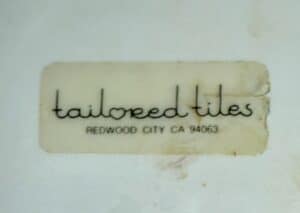 tailored tiles
REDWOOD CITY CA 94063